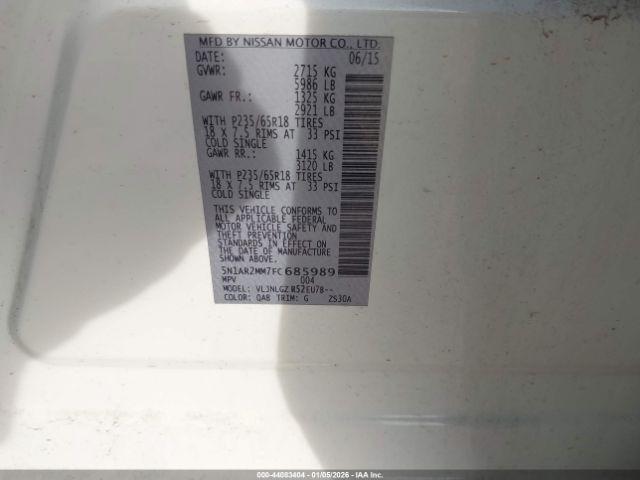 MFD BY NISSAN MOTOR CO., LTD.
DATE: 06/15
GVWR: 2715 KG
5986 LB
GAWR FR.: 1325 KG
2921 LB
WITH P235/65R18 TIRES
18 X 7.5 RIMS AT 33 PSI
COLD SINGLE
GAWR RR.: 1415 KG
3120 LB
WITH P235/65R18 TIRES
18 X 7.5 RIMS AT 33 PSI
COLD SINGLE
THIS VEHICLE CONFORMS TO
ALL APPLICABLE FEDERAL
MOTOR VEHICLE SAFETY AND
THEFT PREVENTION
STANDARDS IN EFFECT ON
THE DATE OF MANUFACTURE
SHOWN ABOVE.
5N1AR2MM7FC685989
MPV 004
MODEL: VLJNLGZ R52EU78--
COLOR: QAB TRIM: G ZS30A
000-44083404 - 01/05/2026 - IAA Inc.